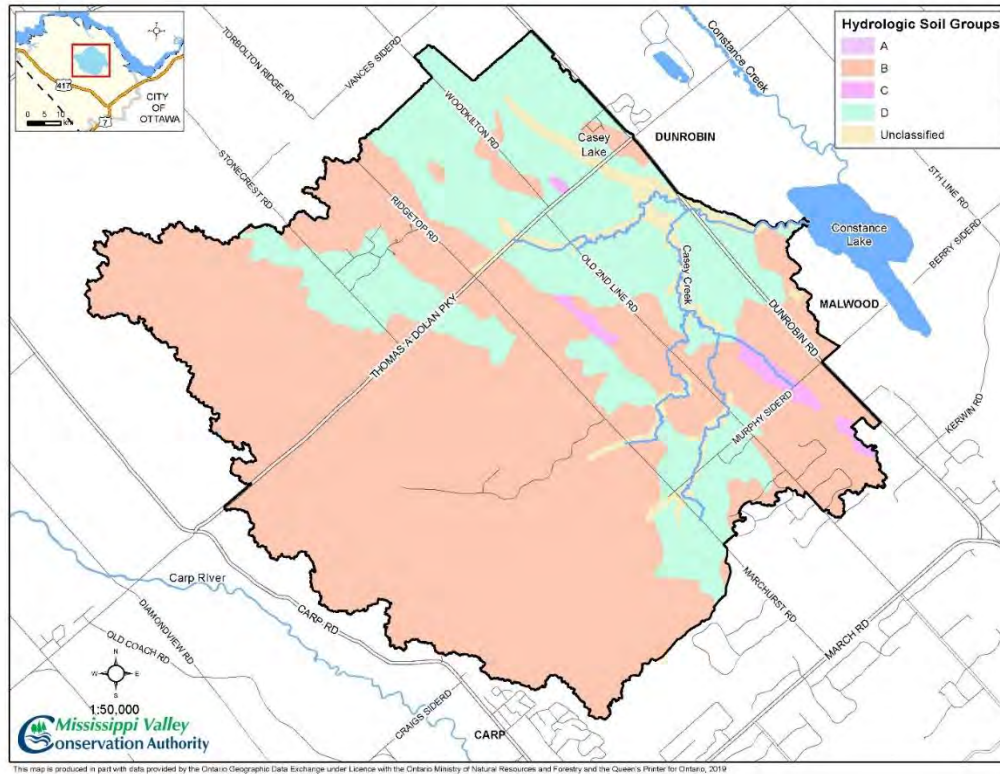 417
7
CITY
OF
OTTAWA
0 5 10
km
Hydrologic Soil Groups
A
B
C
D
Unclassified
TORBOLTON RIDGE RD
VANCES SIDERD
Constance Creek
WOODKILTON RD
Casey
Lake
DUNROBIN
STONECREST RD
RIDGETOP RD
5TH LINE RD
Constance
Lake
BERRY SIDERD
OLD 2ND LINE RD
Casey Creek
MALWOOD
DUNROBIN RD
THOMAS A DOLAN PKY
KERWIN RD
MURPHY SIDERD
Carp River
MARCHURST RD
DIAMONDVIEW RD
CARP RD
MARCH RD
OLD COACH RD
N
W E
S
1:50,000
CRAIGS SIDERD
Mississippi Valley
Conservation Authority
CARP
This map is produced in part with data provided by the Ontario Geographic Data Exchange under Licence with the Ontario Ministry of Natural Resources and Forestry and the Queen's Printer for Ontario, 2019